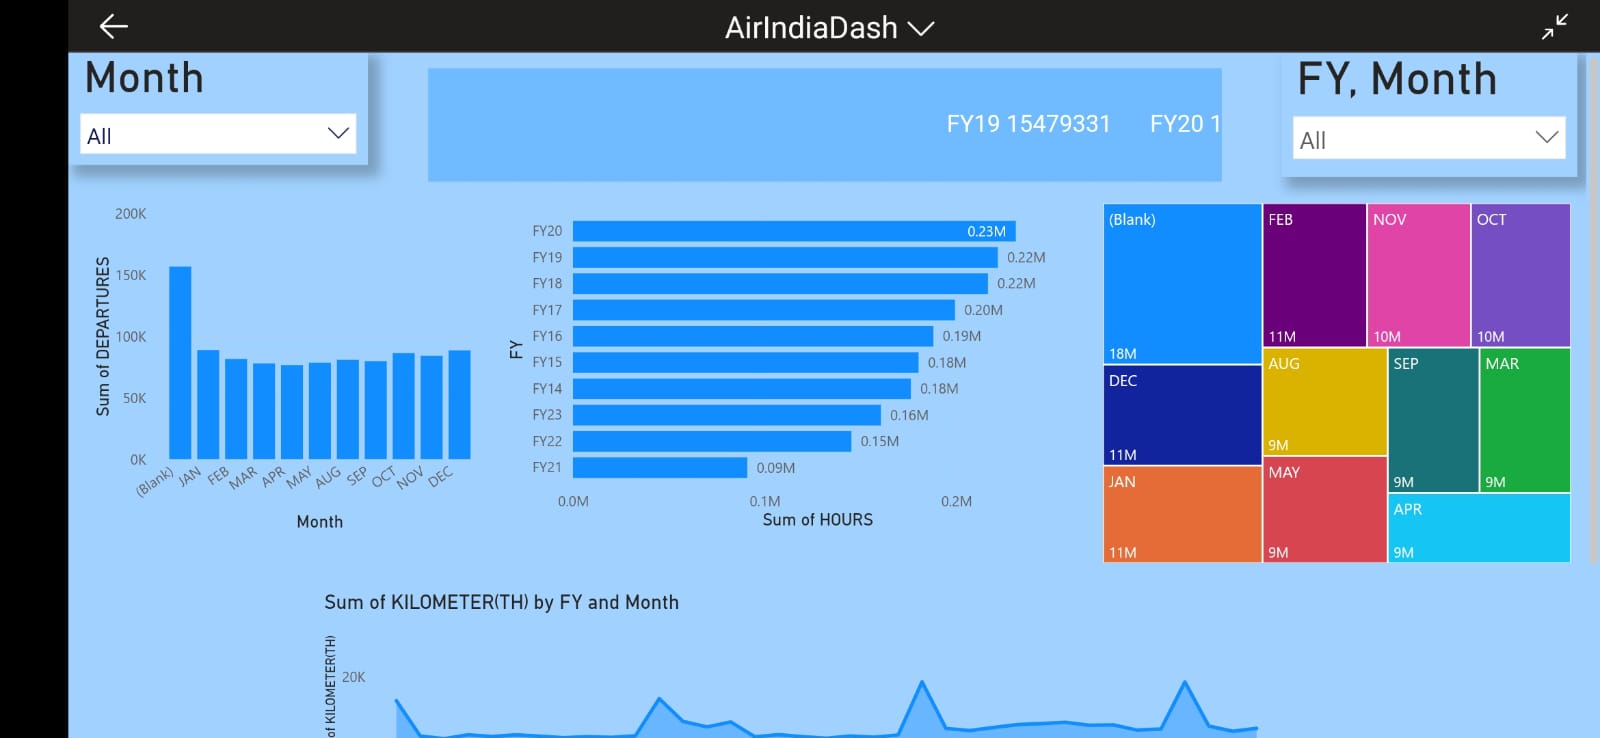 AirIndiaDash
Month
All
FY19 15479331 FY20 1
FY, Month
All
200K
150K
100K
50K
0K
Sum of DEPARTURES
(Blank)
JAN
FEB
MAR
APR
MAY
AUG
SEP
OCT
NOV
DEC
Month
FY
FY20 0.23M
FY19 0.22M
FY18 0.22M
FY17 0.20M
FY16 0.19M
FY15 0.18M
FY14 0.18M
FY23 0.16M
FY22 0.15M
FY21 0.09M
0.0M 0.1M 0.2M
Sum of HOURS
(Blank)
18M
DEC
11M
JAN
11M
FEB
11M
NOV
10M
OCT
10M
AUG
9M
MAY
9M
SEP
9M
MAR
9M
APR
9M
Sum of KILOMETER(TH) by FY and Month
of KILOMETER(TH)
20K